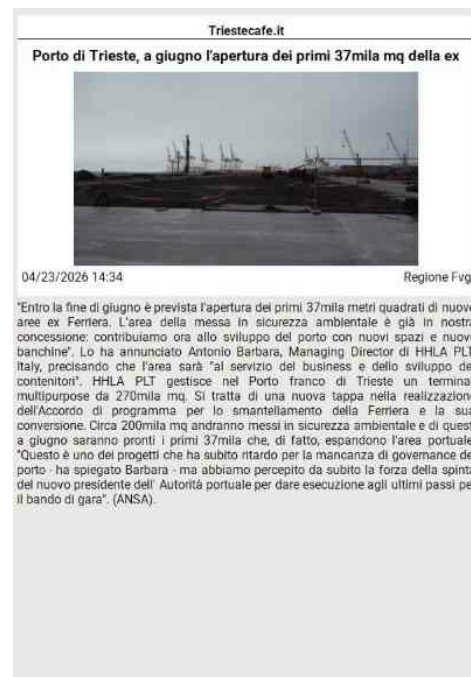 Triestecafe.it
Porto di Trieste, a giugno l'apertura dei primi 37mila mq della ex
04/23/2026 14:34
Regione Fvg
"Entro la fine di giugno è prevista l'apertura dei primi 37mila metri quadrati di nuove
aree ex Ferriera. L'area della messa in sicurezza ambientale è già in nostra
concessione: contribuiamo ora allo sviluppo del porto con nuovi spazi e nuove
banchine". Lo ha annunciato Antonio Barbara, Managing Director di HHLA PLT
Italy, precisando che l'area sarà "al servizio del business e dello sviluppo dei
contenitori". HHLA PLT gestisce nel Porto franco di Trieste un terminal
multipurpose da 270mila mq. Si tratta di una nuova tappa nella realizzazione
dell'Accordo di programma per lo smantellamento della Ferriera e la sua
conversione. Circa 200mila mq andranno messi in sicurezza ambientale e di questi
a giugno saranno pronti i primi 37mila che, di fatto, espandono l'area portuale.
"Questo è uno dei progetti che ha subito ritardo per la mancanza di governance del
porto - ha spiegato Barbara - ma abbiamo percepito da subito la forza della spinta
del nuovo presidente dell' Autorità portuale per dare esecuzione agli ultimi passi per
il bando di gara". (ANSA).